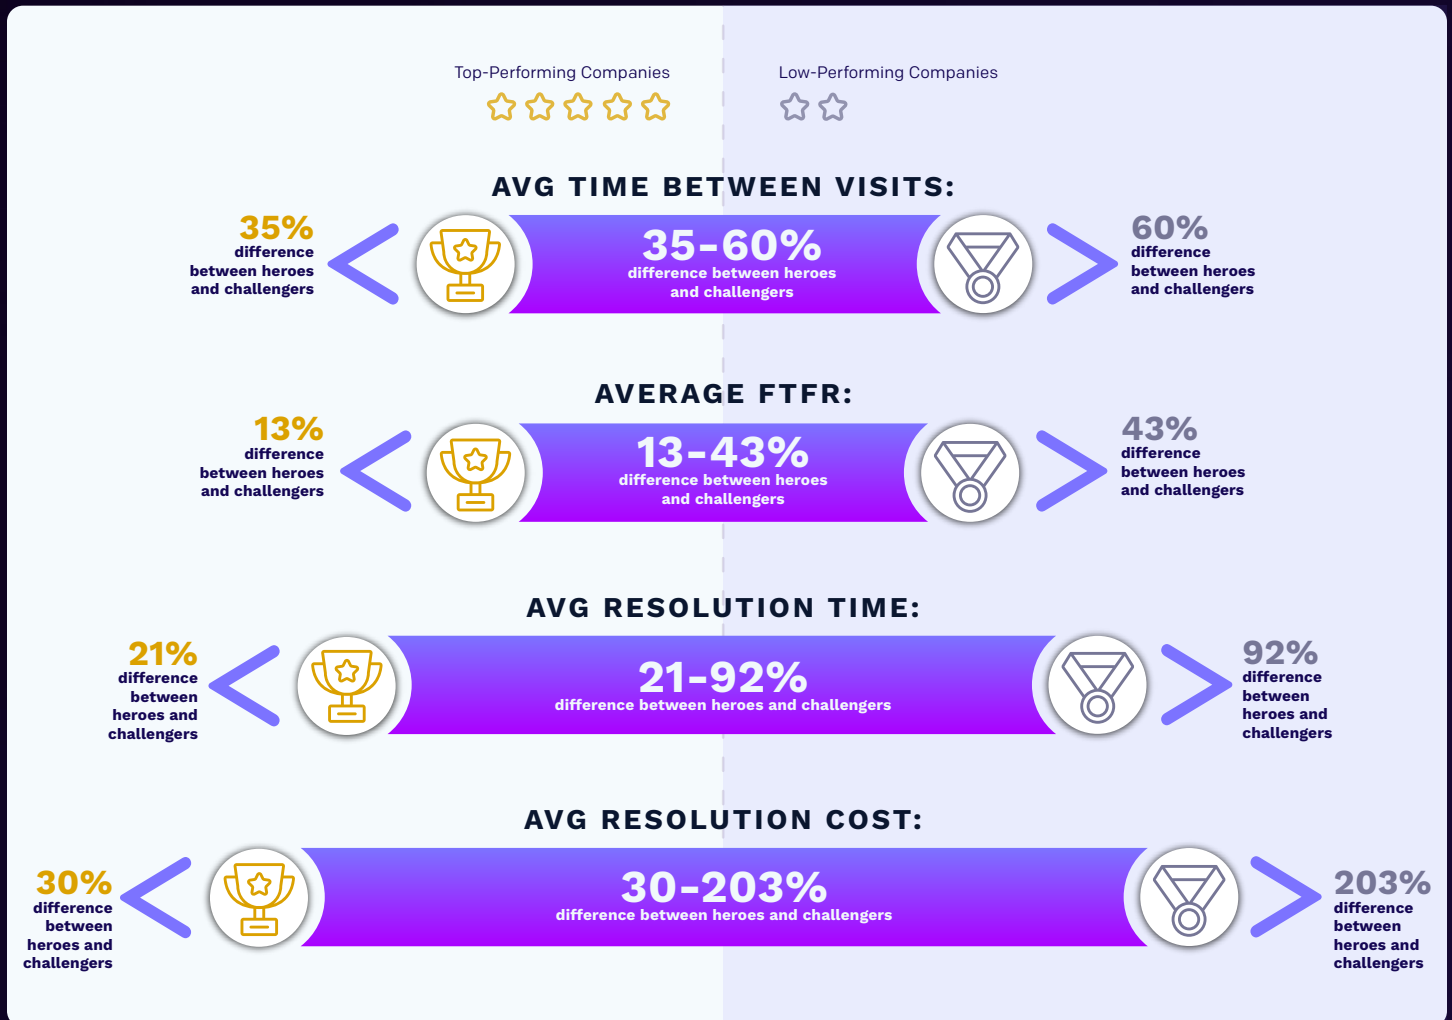 Top-Performing Companies
Low-Performing Companies
AVG TIME BETWEEN VISITS:
35%
difference
between heroes
and challengers
35-60%
difference between heroes
and challengers
60%
difference
between heroes
and challengers
AVERAGE FTFR:
13%
difference
between heroes
and challengers
13-43%
difference between heroes
and challengers
43%
difference
between heroes
and challengers
AVG RESOLUTION TIME:
21%
difference
between
heroes and
challengers
21-92%
difference between heroes and challengers
92%
difference
between
heroes and
challengers
AVG RESOLUTION COST:
30%
difference
between
heroes and
challengers
30-203%
difference between heroes and challengers
203%
difference
between
heroes and
challengers